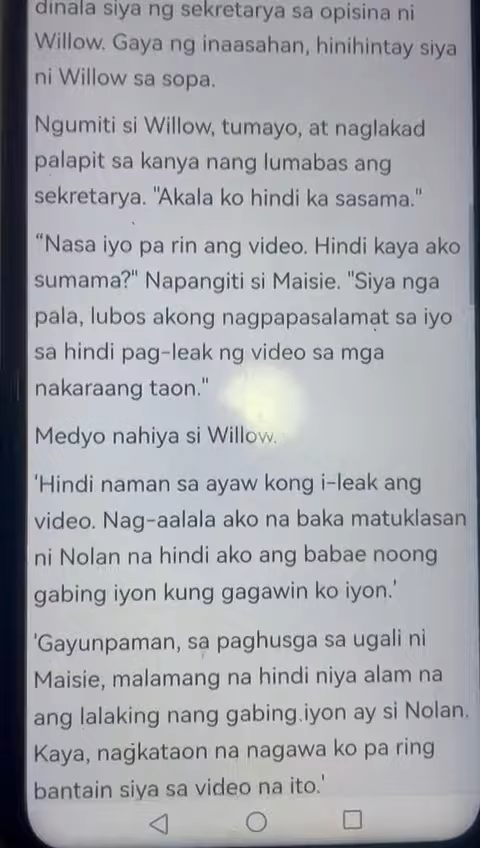 dinala siya ng sekretarya sa opisina ni
Willow. Gaya ng inaasahan, hinihintay siya
ni Willow sa sopa.
Ngumiti si Willow, tumayo, at naglakad
palapit sa kanya nang lumabas ang
sekretarya. "Akala ko hindi ka sasama."
“Nasa iyo pa rin ang video. Hindi kaya ako
sumama?" Napangiti si Maisie. "Siya nga
pala, lubos akong nagpapasalamat sa iyo
sa hindi pag-leak ng video sa mga
nakaraang taon."
Medyo nahiya si Willow.
'Hindi naman sa ayaw kong i-leak ang
video. Nag-aalala ako na baka matuklasan
ni Nolan na hindi ako ang babae noong
gabing iyon kung gagawin ko iyon.'
'Gayunpaman, sa paghusga sa ugali ni
Maisie, malamang na hindi niya alam na
ang lalaking nang gabing iyon ay si Nolan.
Kaya, nagkataon na nagawa ko pa ring
bantain siya sa video na ito.'